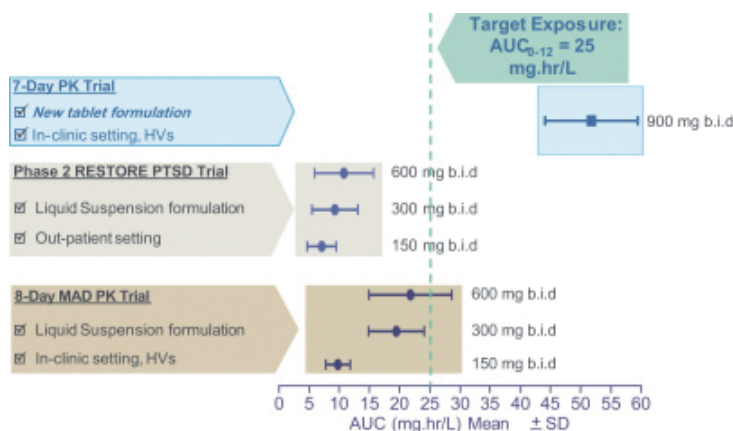 Target Exposure:
AUC0-12 = 25
mg.hr/L
7-Day PK Trial
☑ New tablet formulation
☑ In-clinic setting, HVs
900 mg b.i.d
Phase 2 RESTORE PTSD Trial
☑ Liquid Suspension formulation
☑ Out-patient setting
600 mg b.i.d
300 mg b.i.d
150 mg b.i.d
8-Day MAD PK Trial
☑ Liquid Suspension formulation
☑ In-clinic setting, HVs
600 mg b.i.d
300 mg b.i.d
150 mg b.i.d
0 5 10 15 20 25 30 35 40 45 50 55 60
AUC (mg.hr/L) Mean ± SD